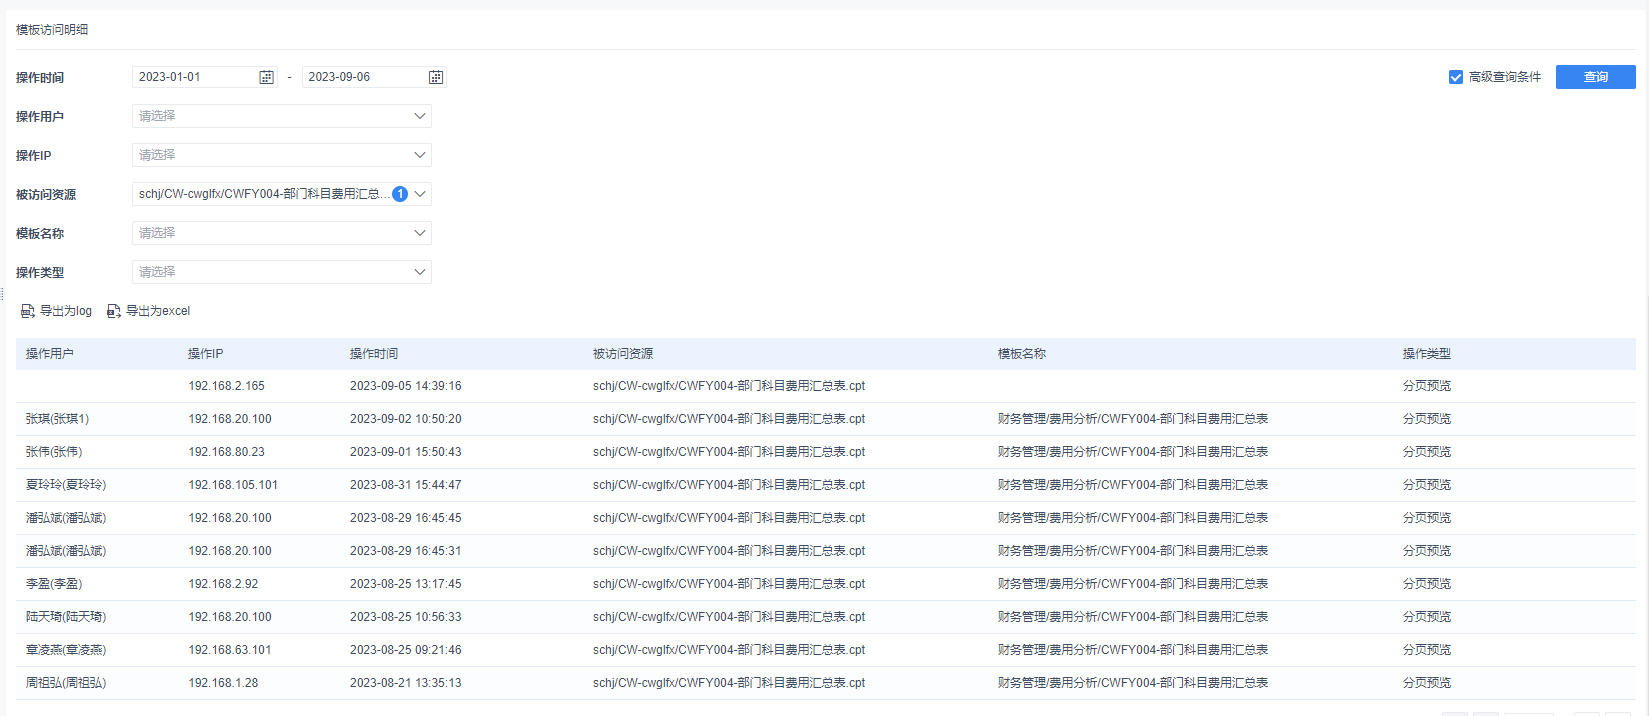 模板访问明细
操作时间 2023-01-01 - 2023-09-06 高级查询条件 查询
操作用户 请选择
操作IP 请选择
被访问资源 schj/CW-cwglfx/CWFY004-部门科目费用汇总... 1
模板名称 请选择
操作类型 请选择
导出为log 导出为excel
操作用户 操作IP 操作时间 被访问资源 模板名称 操作类型
192.168.2.165 2023-09-05 14:39:16 schj/CW-cwglfx/CWFY004-部门科目费用汇总表.cpt 分页预览
张琪(张琪1) 192.168.20.100 2023-09-02 10:50:20 schj/CW-cwglfx/CWFY004-部门科目费用汇总表.cpt 财务管理/费用分析/CWFY004-部门科目费用汇总表 分页预览
张伟(张伟) 192.168.80.23 2023-09-01 15:50:43 schj/CW-cwglfx/CWFY004-部门科目费用汇总表.cpt 财务管理/费用分析/CWFY004-部门科目费用汇总表 分页预览
夏玲玲(夏玲玲) 192.168.105.101 2023-08-31 15:44:47 schj/CW-cwglfx/CWFY004-部门科目费用汇总表.cpt 财务管理/费用分析/CWFY004-部门科目费用汇总表 分页预览
潘弘斌(潘弘斌) 192.168.20.100 2023-08-29 16:45:45 schj/CW-cwglfx/CWFY004-部门科目费用汇总表.cpt 财务管理/费用分析/CWFY004-部门科目费用汇总表 分页预览
潘弘斌(潘弘斌) 192.168.20.100 2023-08-29 16:45:31 schj/CW-cwglfx/CWFY004-部门科目费用汇总表.cpt 财务管理/费用分析/CWFY004-部门科目费用汇总表 分页预览
李盈(李盈) 192.168.2.92 2023-08-25 13:17:45 schj/CW-cwglfx/CWFY004-部门科目费用汇总表.cpt 财务管理/费用分析/CWFY004-部门科目费用汇总表 分页预览
陆天琦(陆天琦) 192.168.20.100 2023-08-25 10:56:33 schj/CW-cwglfx/CWFY004-部门科目费用汇总表.cpt 财务管理/费用分析/CWFY004-部门科目费用汇总表 分页预览
章凌燕(章凌燕) 192.168.63.101 2023-08-25 09:21:46 schj/CW-cwglfx/CWFY004-部门科目费用汇总表.cpt 财务管理/费用分析/CWFY004-部门科目费用汇总表 分页预览
周祖弘(周祖弘) 192.168.1.28 2023-08-21 13:35:13 schj/CW-cwglfx/CWFY004-部门科目费用汇总表.cpt 财务管理/费用分析/CWFY004-部门科目费用汇总表 分页预览